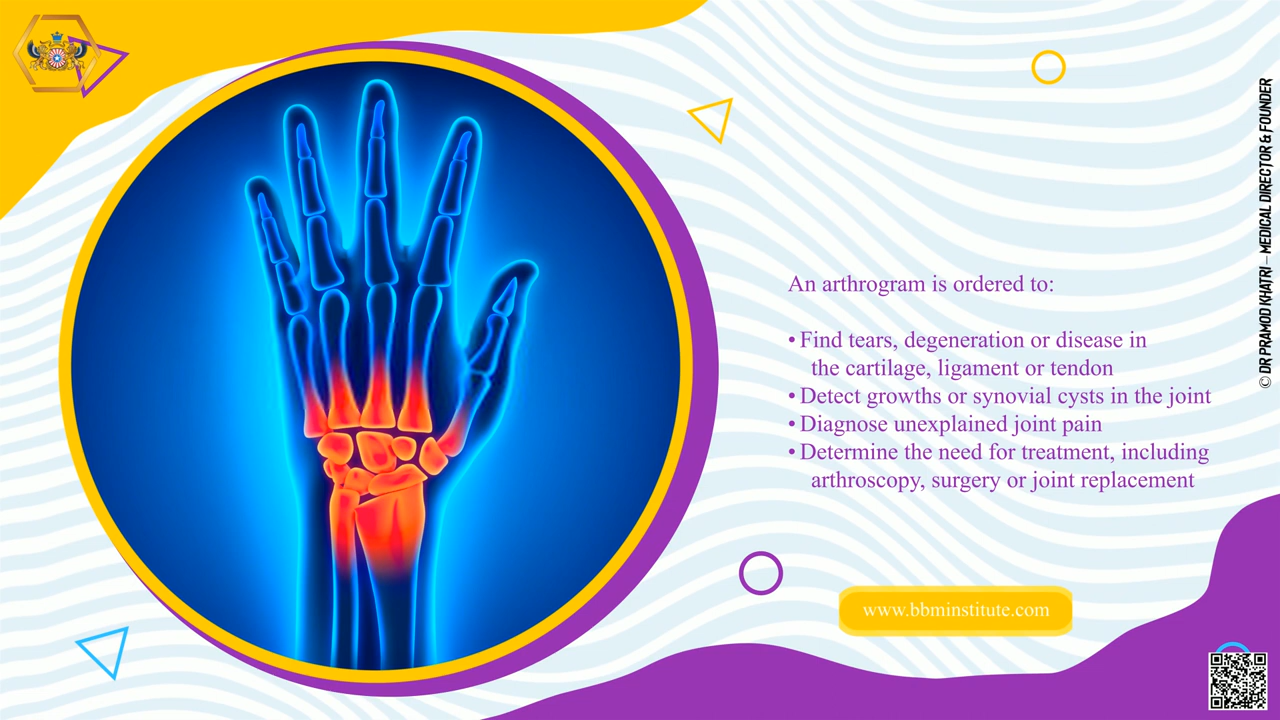 An arthrogram is ordered to:
• Find tears, degeneration or disease in
the cartilage, ligament or tendon
• Detect growths or synovial cysts in the joint
• Diagnose unexplained joint pain
• Determine the need for treatment, including
arthroscopy, surgery or joint replacement
www.bbminstitute.com
© DR PRAMOD KHATRI – MEDICAL DIRECTOR & FOUNDER